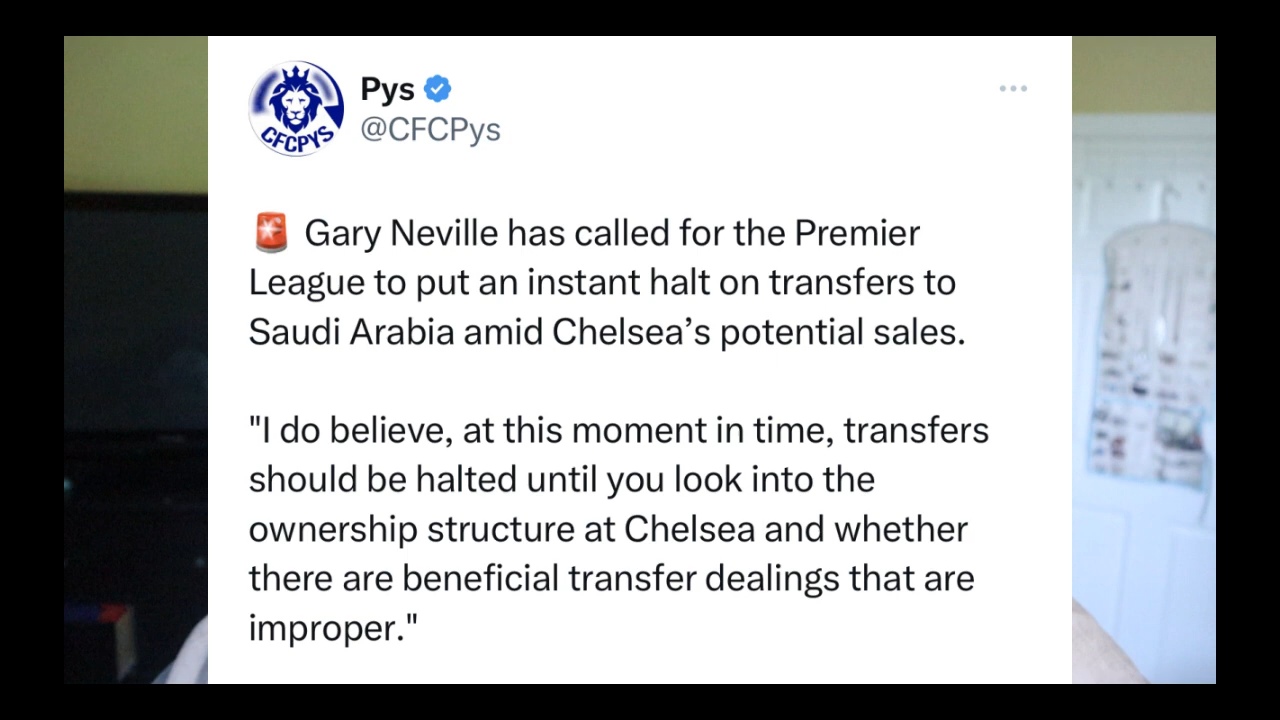 Pys
@CFCPys
CFCPYS
🚨 Gary Neville has called for the Premier
League to put an instant halt on transfers to
Saudi Arabia amid Chelsea’s potential sales.
"I do believe, at this moment in time, transfers
should be halted until you look into the
ownership structure at Chelsea and whether
there are beneficial transfer dealings that are
improper."